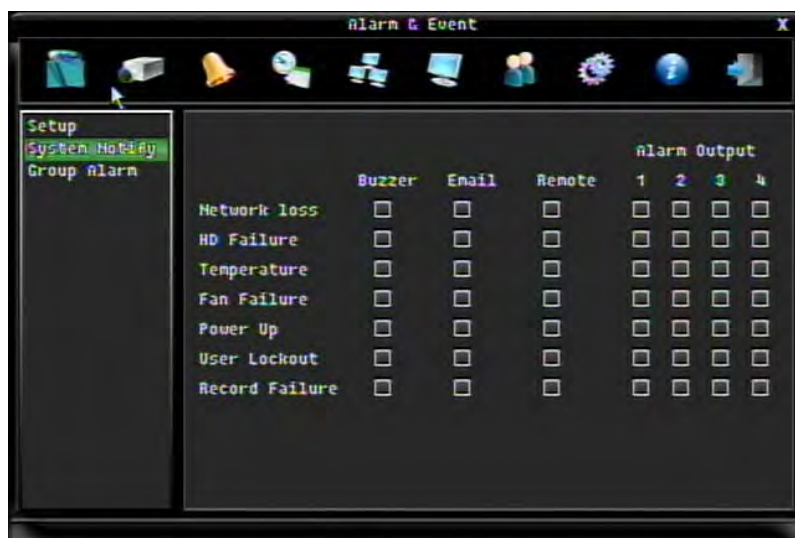 Alarm & Event X
Setup
System Notify
Group Alarm
Alarm Output
Buzzer Email Remote 1 2 3 4
Network loss
HD Failure
Temperature
Fan Failure
Power Up
User Lockout
Record Failure